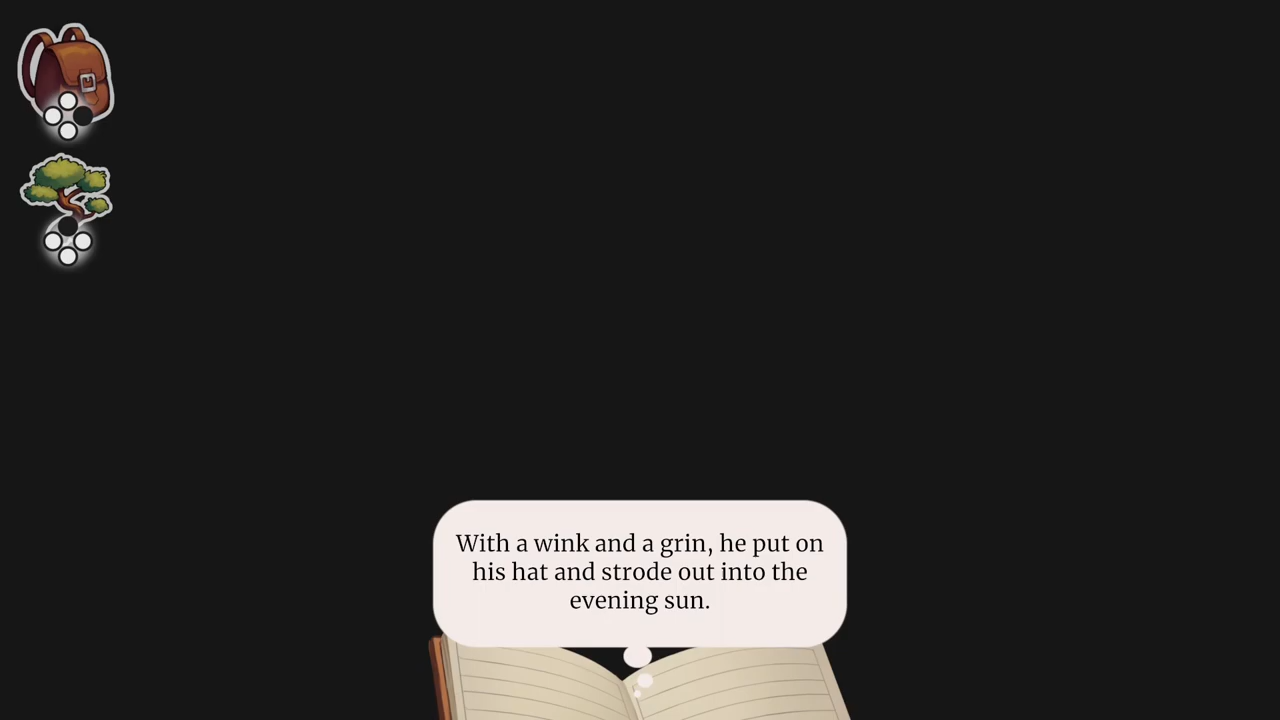 With a wink and a grin, he put on
his hat and strode out into the
evening sun.